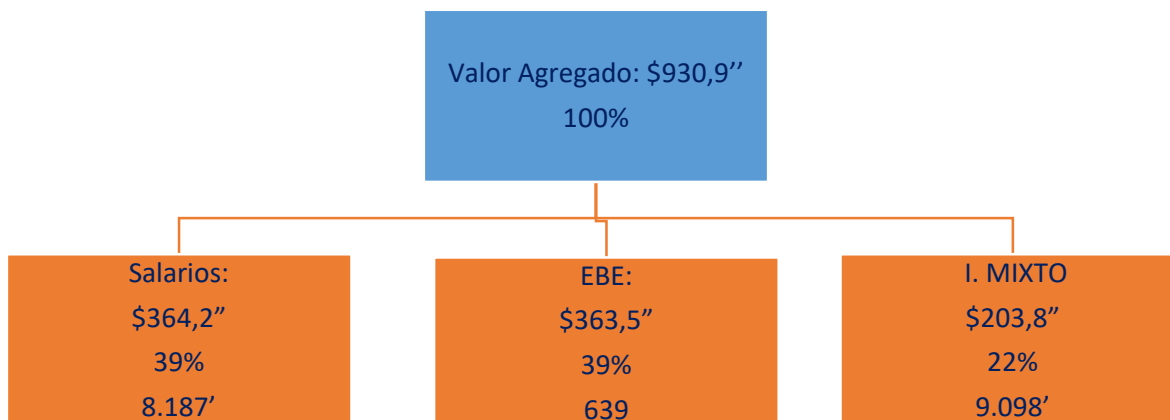 Valor Agregado: $930,9’’
100%
Salarios:
$364,2”
39%
8.187’
EBE:
$363,5”
39%
639
I. MIXTO
$203,8”
22%
9.098’